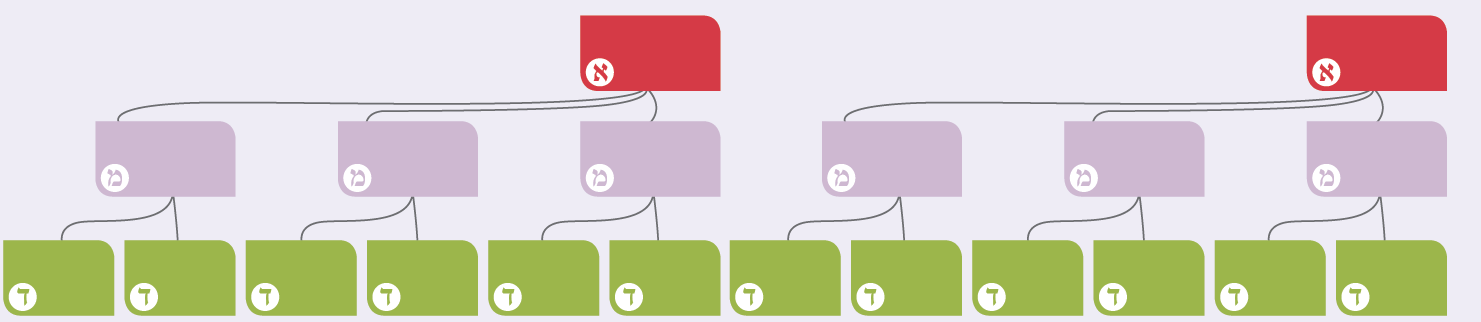 א א
מ מ מ מ מ מ
ד ד ד ד ד ד ד ד ד ד ד ד